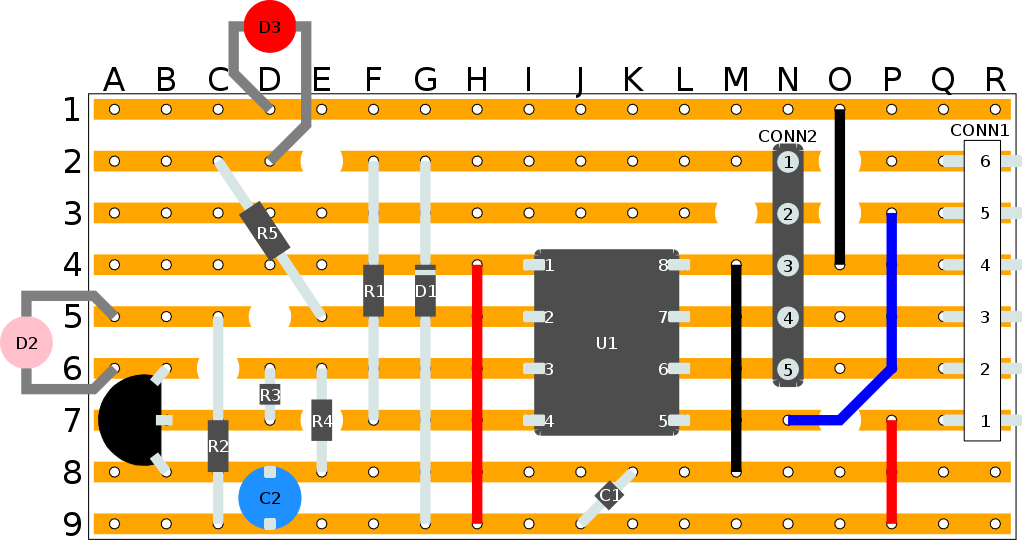 D3
A B C D E F G H I J K L M N O P Q R
1
CONN2 CONN1
2 1 6
3 2 5
R5
4 1 8 3 4
R1 D1
5 2 7 4 3
D2 U1
6 3 6 5 2
R3
7 R4 4 5 1
R2
8
C2 C1
9